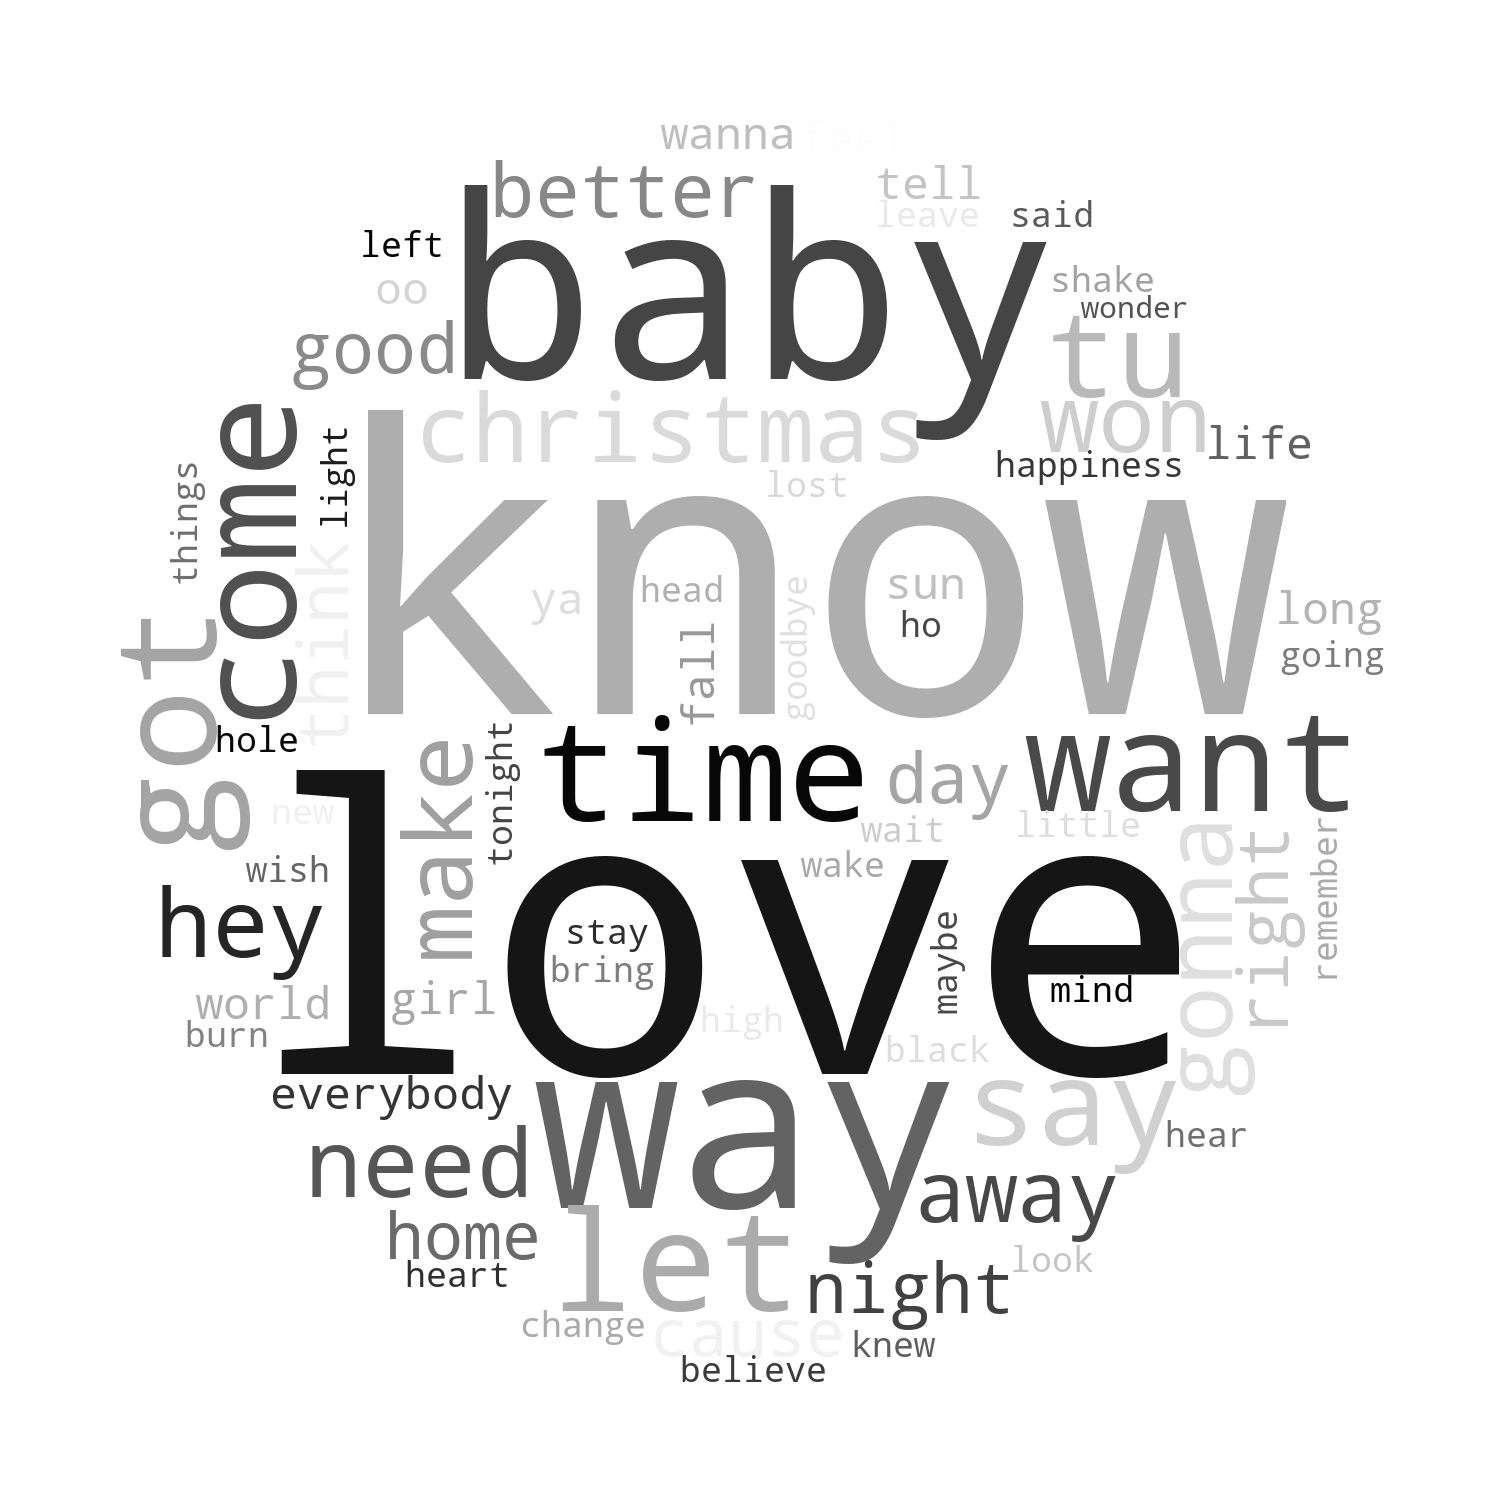 wanna feel
better
tell
leave
said
baby
left
oo
shake
wonder
good
tu
christmas
won
life
happiness
come
light
things
lost
know
think
ya
head
sun
ho
fall
goodbye
long
going
got
hole
time
want
make
tonight
day
new
wait
little
wish
wake
hey
love
gonna
right
remember
stay
bring
maybe
mind
world
girl
burn
high
black
everybody
way
say
hear
need
away
home
let
look
heart
night
change
cause
knew
believe